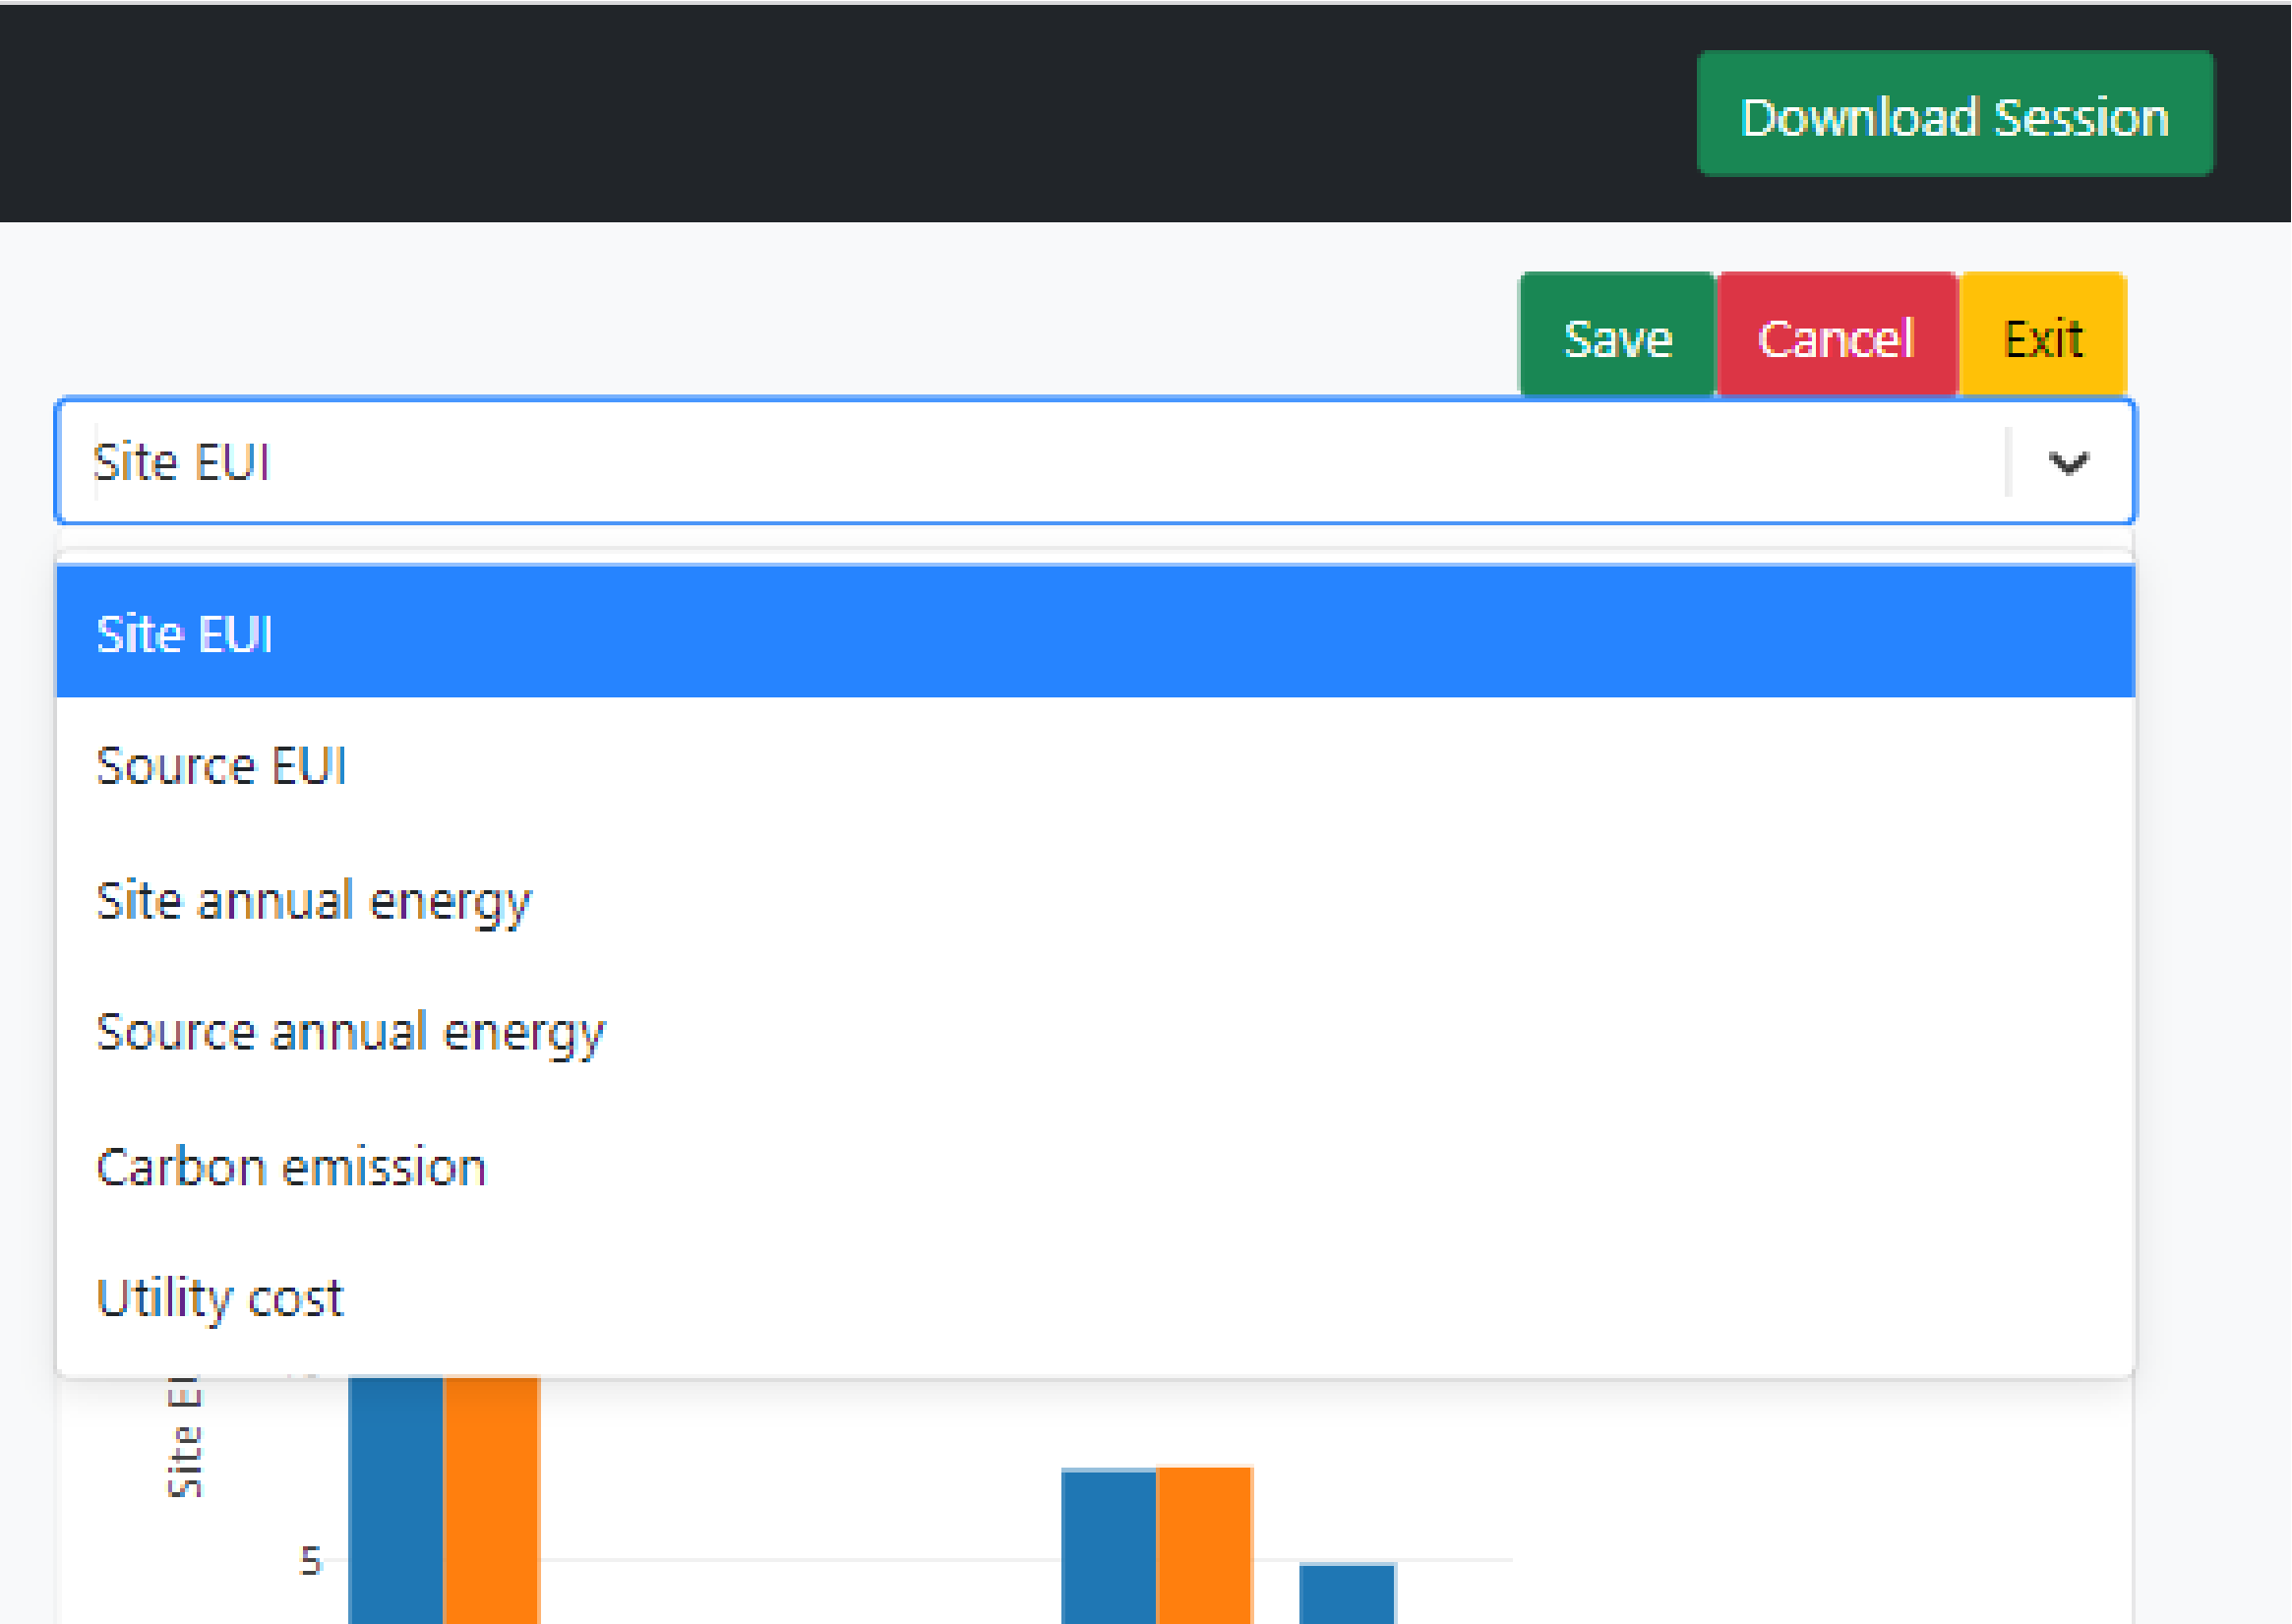 Download Session
Save Cancel Exit
Site EUI
Site EUI
Source EUI
Site annual energy
Source annual energy
Carbon emission
Utility cost
Site
5